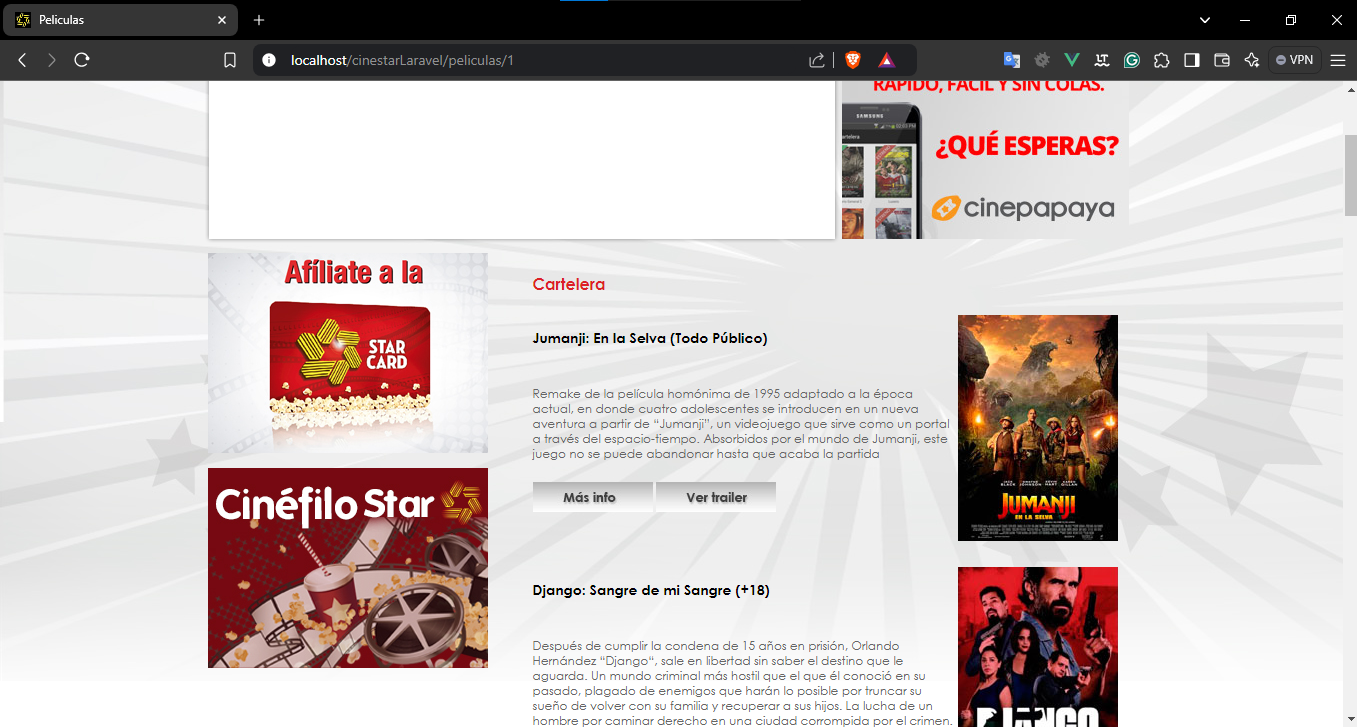 Peliculas
localhost/cinestarLaravel/peliculas/1
VPN
RÁPIDO, FÁCIL Y SIN COLAS.
SAMSUNG
Cartelera
¿QUÉ ESPERAS?
cinepapaya
Afíliate a la
STAR
CARD
Cinéfilo Star
Cartelera
Jumanji: En la Selva (Todo Público)
Remake de la película homónima de 1995 adaptado a la época
actual, en donde cuatro adolescentes se introducen en un nueva
aventura a partir de “Jumanji”, un videojuego que sirve como un portal
a través del espacio-tiempo. Absorbidos por el mundo de Jumanji, este
juego no se puede abandonar hasta que acaba la partida
Más info
Ver trailer
JUMANJI
EN LA SELVA
Django: Sangre de mi Sangre (+18)
Después de cumplir la condena de 15 años en prisión, Orlando
Hernández “Django“, sale en libertad sin saber el destino que le
aguarda. Un mundo criminal más hostil que el que él conoció en su
pasado, plagado de enemigos que harán lo posible por truncar su
sueño de volver con su familia y recuperar a sus hijos. La lucha de un
hombre por caminar derecho en una ciudad corrompida por el crimen.
DJANGO